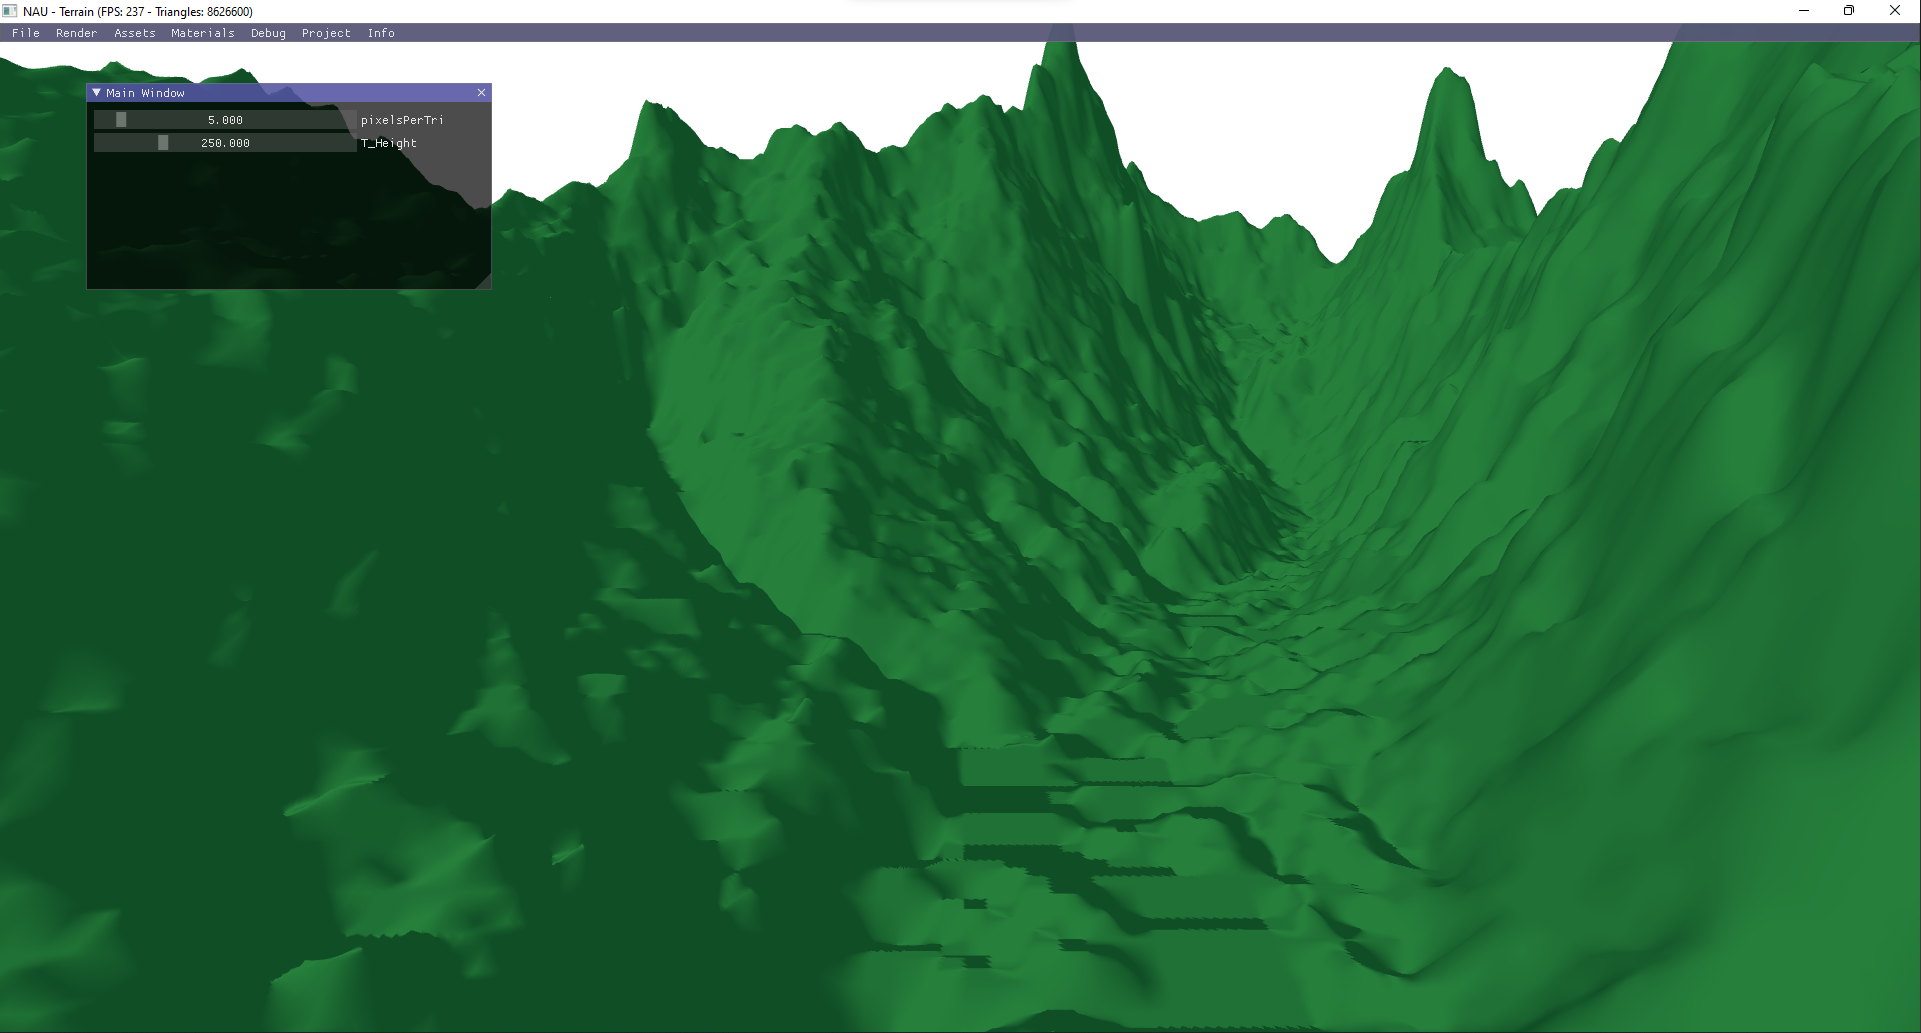 NAU - Terrain (FPS: 237 - Triangles: 8626600)
File Render Assets Materials Debug Project Info
Main Window
5.000 pixelsPerTri
250.000 T_Height